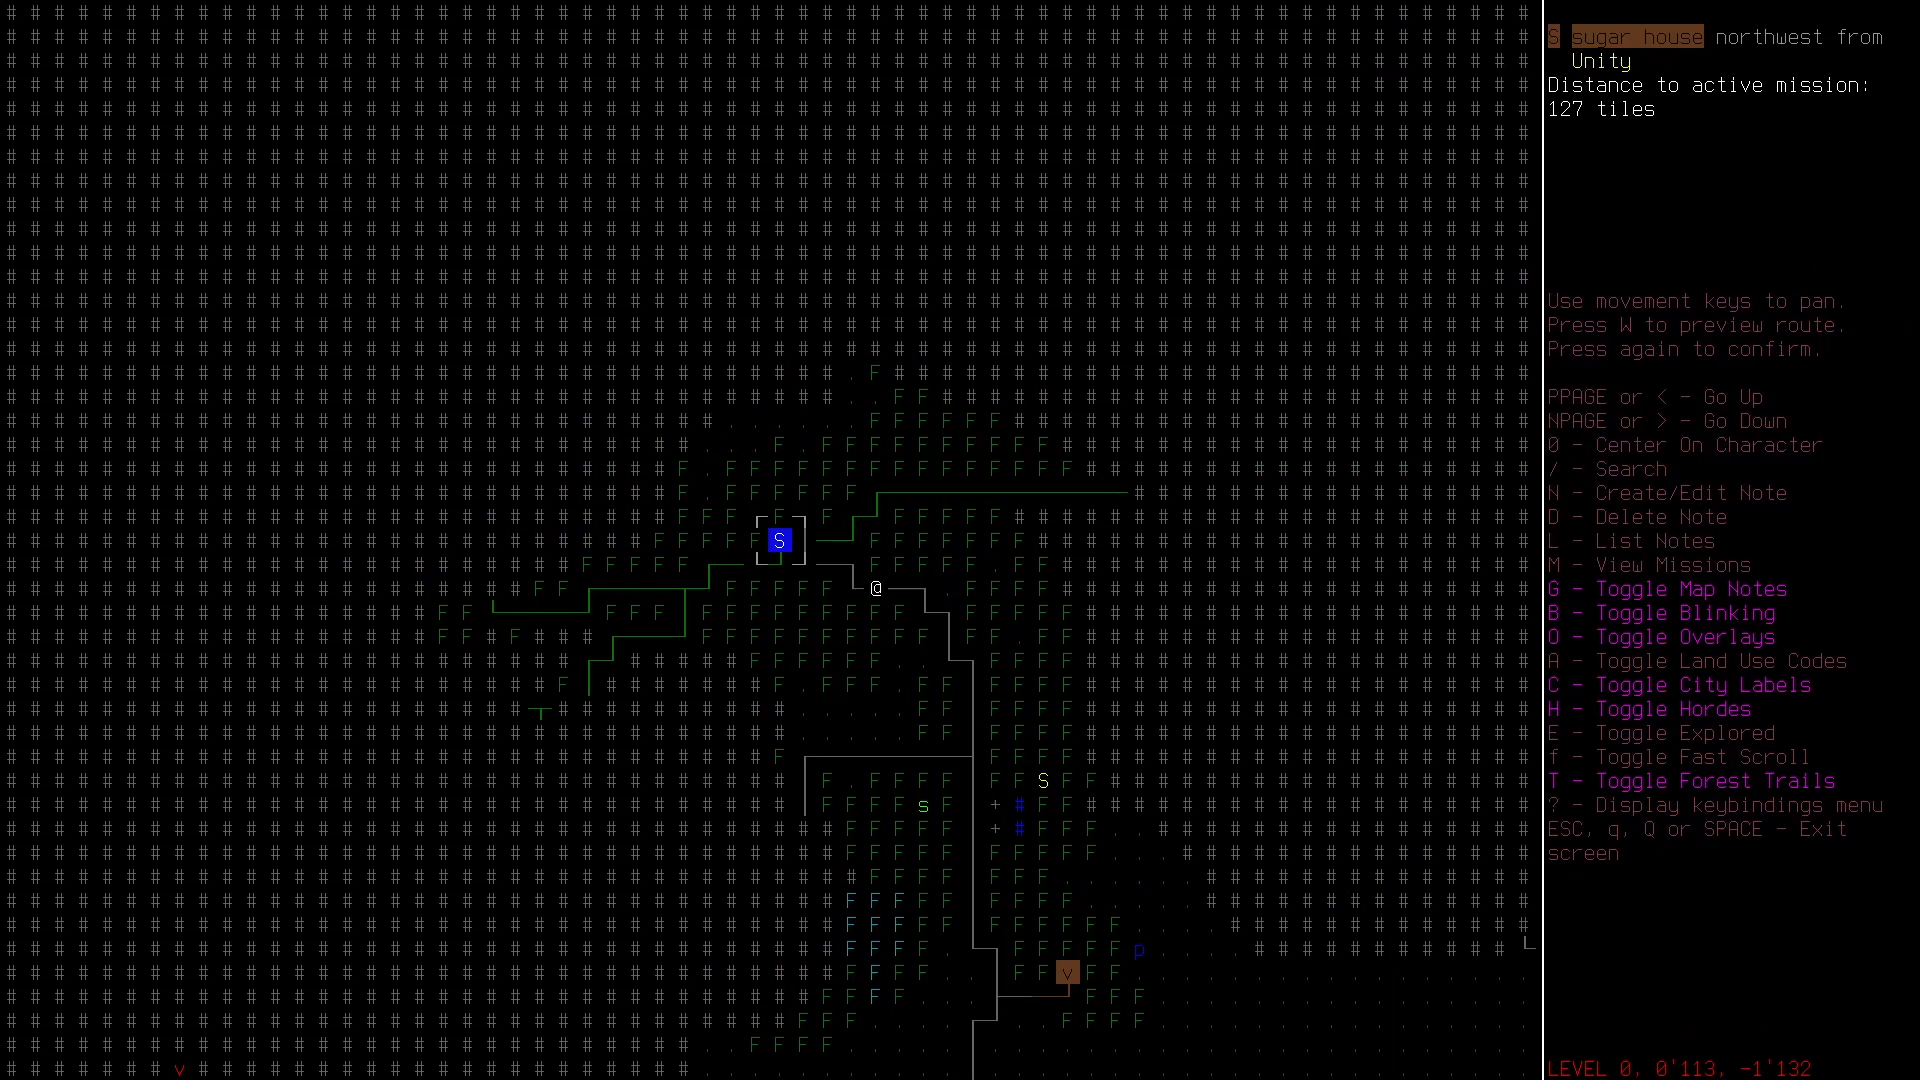 S sugar house northwest from
Unity
Distance to active mission:
127 tiles
Use movement keys to pan.
Press W to preview route.
Press again to confirm.
PPAGE or < - Go Up
NPAGE or > - Go Down
0 - Center On Character
/ - Search
N - Create/Edit Note
D - Delete Note
L - List Notes
M - View Missions
G - Toggle Map Notes
B - Toggle Blinking
O - Toggle Overlays
A - Toggle Land Use Codes
C - Toggle City Labels
H - Toggle Hordes
E - Toggle Explored
f - Toggle Fast Scroll
T - Toggle Forest Trails
? - Display keybindings menu
ESC, q, Q or SPACE - Exit
screen
LEVEL 0, 0'113, -1'132